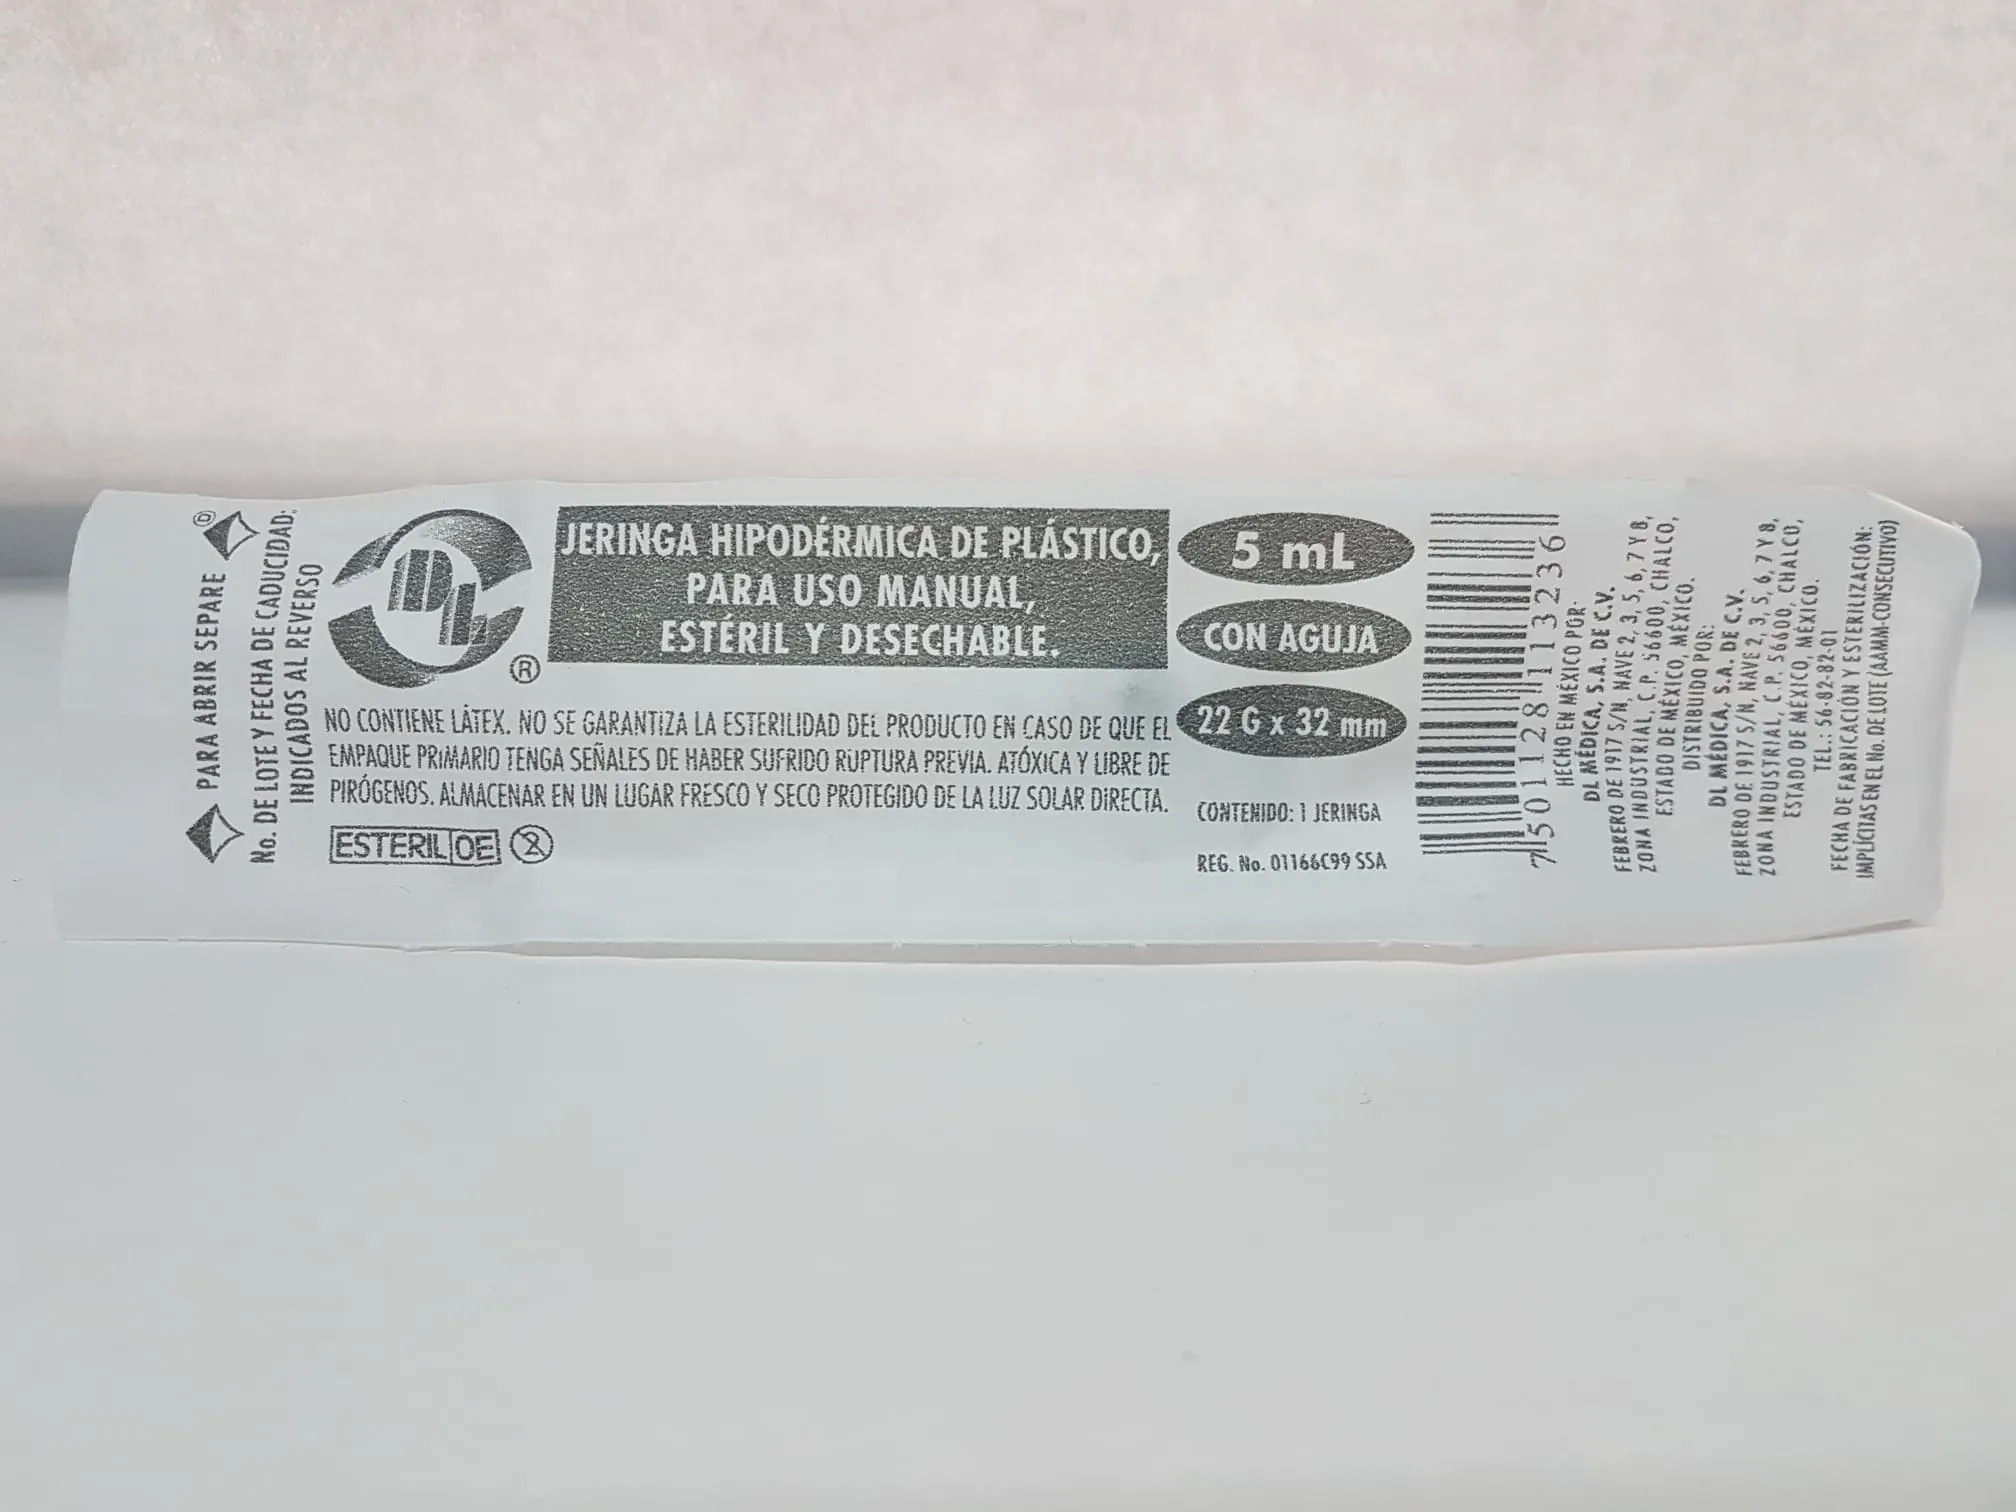 PARA ABRIR SEPARE
No. DE LOTE Y FECHA DE CADUCIDAD:
INDICADOS AL REVERSO
DL
®
JERINGA HIPODÉRMICA DE PLÁSTICO,
PARA USO MANUAL,
ESTÉRIL Y DESECHABLE.
NO CONTIENE LÁTEX. NO SE GARANTIZA LA ESTERILIDAD DEL PRODUCTO EN CASO DE QUE EL
EMPAQUE PRIMARIO TENGA SEÑALES DE HABER SUFRIDO RUPTURA PREVIA. ATÓXICA Y LIBRE DE
PIRÓGENOS. ALMACENAR EN UN LUGAR FRESCO Y SECO PROTEGIDO DE LA LUZ SOLAR DIRECTA.
ESTERIL OE
5 mL
CON AGUJA
22 G x 32 mm
CONTENIDO: 1 JERINGA
REG. No. 01166C99 SSA
7 501128 113236
HECHO EN MÉXICO POR:
DL MÉDICA, S.A. DE C.V.
FEBRERO DE 1917 S/N, NAVE 2, 3, 5, 6, 7 Y 8,
ZONA INDUSTRIAL, C.P. 56600, CHALCO,
ESTADO DE MÉXICO, MÉXICO.
DISTRIBUIDO POR:
DL MÉDICA, S.A. DE C.V.
FEBRERO DE 1917 S/N, NAVE 2, 3, 5, 6, 7 Y 8,
ZONA INDUSTRIAL, C.P. 56600, CHALCO,
ESTADO DE MÉXICO, MÉXICO.
TEL.: 56-82-82-01
FECHA DE FABRICACIÓN Y ESTERILIZACIÓN:
IMPLÍCITAS EN EL No. DE LOTE (AAMM-CONSECUTIVO)